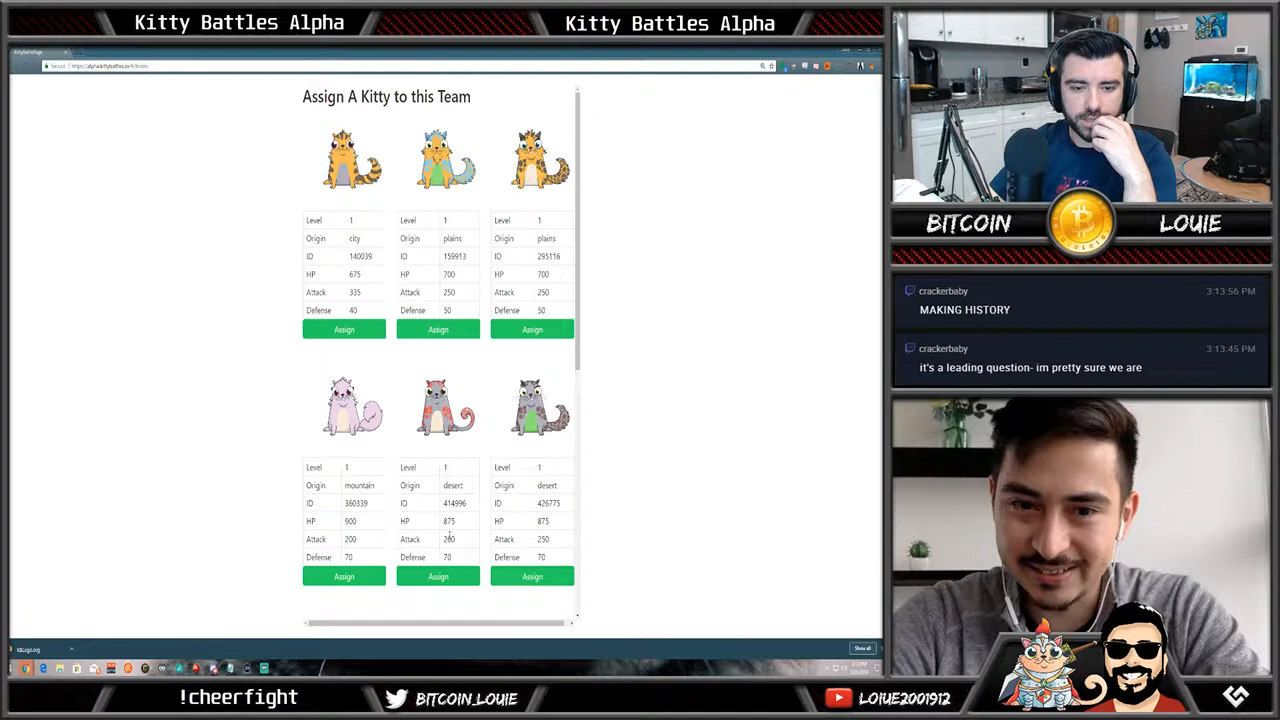 Kitty Battles Alpha
Kitty Battles Alpha
KittyBattlePage
Secure
Assign A Kitty to this Team
Level 1
Origin city
ID 140039
HP 675
Attack 335
Defense 40
Assign
Level 1
Origin plains
ID 159913
HP 700
Attack 250
Defense 50
Assign
Level 1
Origin plains
ID 295116
HP 700
Attack 250
Defense 50
Assign
Level 1
Origin mountain
ID 360339
HP 900
Attack 200
Defense 70
Assign
Level 1
Origin desert
ID 414996
HP 875
Attack
Defense 70
Assign
Level 1
Origin desert
ID 426775
HP 875
Attack 250
Defense 70
Assign
Show all
BITCOIN LOUIE
crackerbaby 3:13:56 PM
MAKING HISTORY
crackerbaby 3:13:45 PM
it's a leading question- im pretty sure we are
!cheerfight
BITCOIN_LOUIE
LOIUE2001912